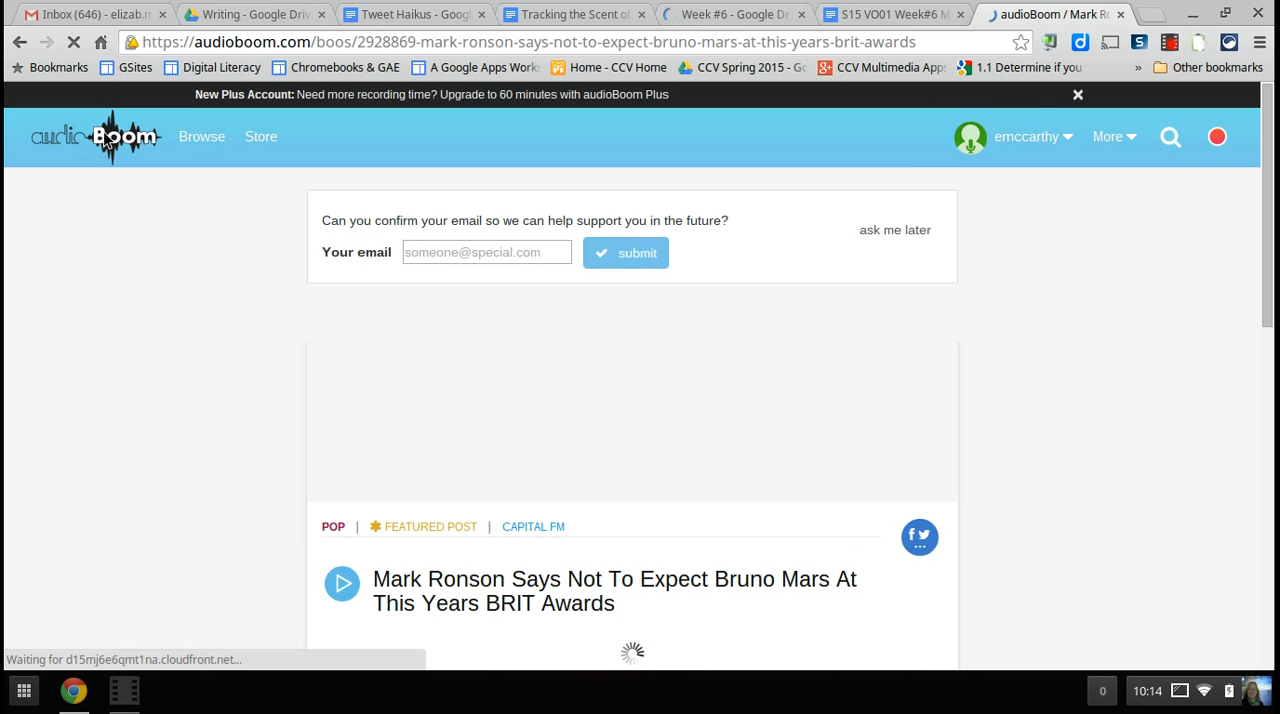 Inbox (646) - elizab.m
Writing - Google Driv
Tweet Haikus - Googl
Tracking the Scent of
Week#6 - Google Dr
S15 VO01 Week#6 M
audioBoom / Mark Ro
https://audioboom.com/boos/2928869-mark-ronson-says-not-to-expect-bruno-mars-at-this-years-brit-awards
Bookmarks
GSites
Digital Literacy
Chromebooks & GAE
A Google Apps Works
Home - CCV Home
CCV Spring 2015 - Go
CCV Multimedia Apps
1.1 Determine if you
»
Other bookmarks
New Plus Account: Need more recording time? Upgrade to 60 minutes with audioBoom Plus
audioBoom
Browse
Store
emccarthy
More
Can you confirm your email so we can help support you in the future?
ask me later
Your email
someone@special.com
submit
POP | FEATURED POST | CAPITAL FM
Mark Ronson Says Not To Expect Bruno Mars At
This Years BRIT Awards
Waiting for d15mj6e6qmt1na.cloudfront.net...
0
10:14